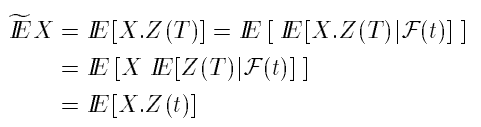 𝔼̃X = 𝔼[X.Z(T)] = 𝔼 [ 𝔼[X.Z(T)|ℱ(t)] ]
= 𝔼 [X 𝔼[Z(T)|ℱ(t)] ]
= 𝔼[X.Z(t)]